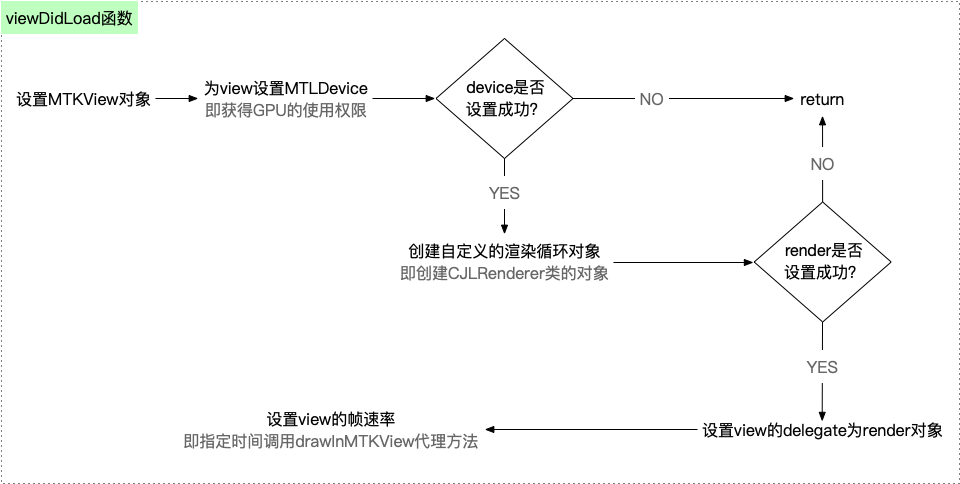 viewDidLoad函数
设置MTKView对象
为view设置MTLDevice
即获得GPU的使用权限
device是否
设置成功?
NO
return
YES
NO
创建自定义的渲染循环对象
即创建CJLRenderer类的对象
render是否
设置成功?
YES
设置view的delegate为render对象
设置view的帧速率
即指定时间调用drawInMTKView代理方法